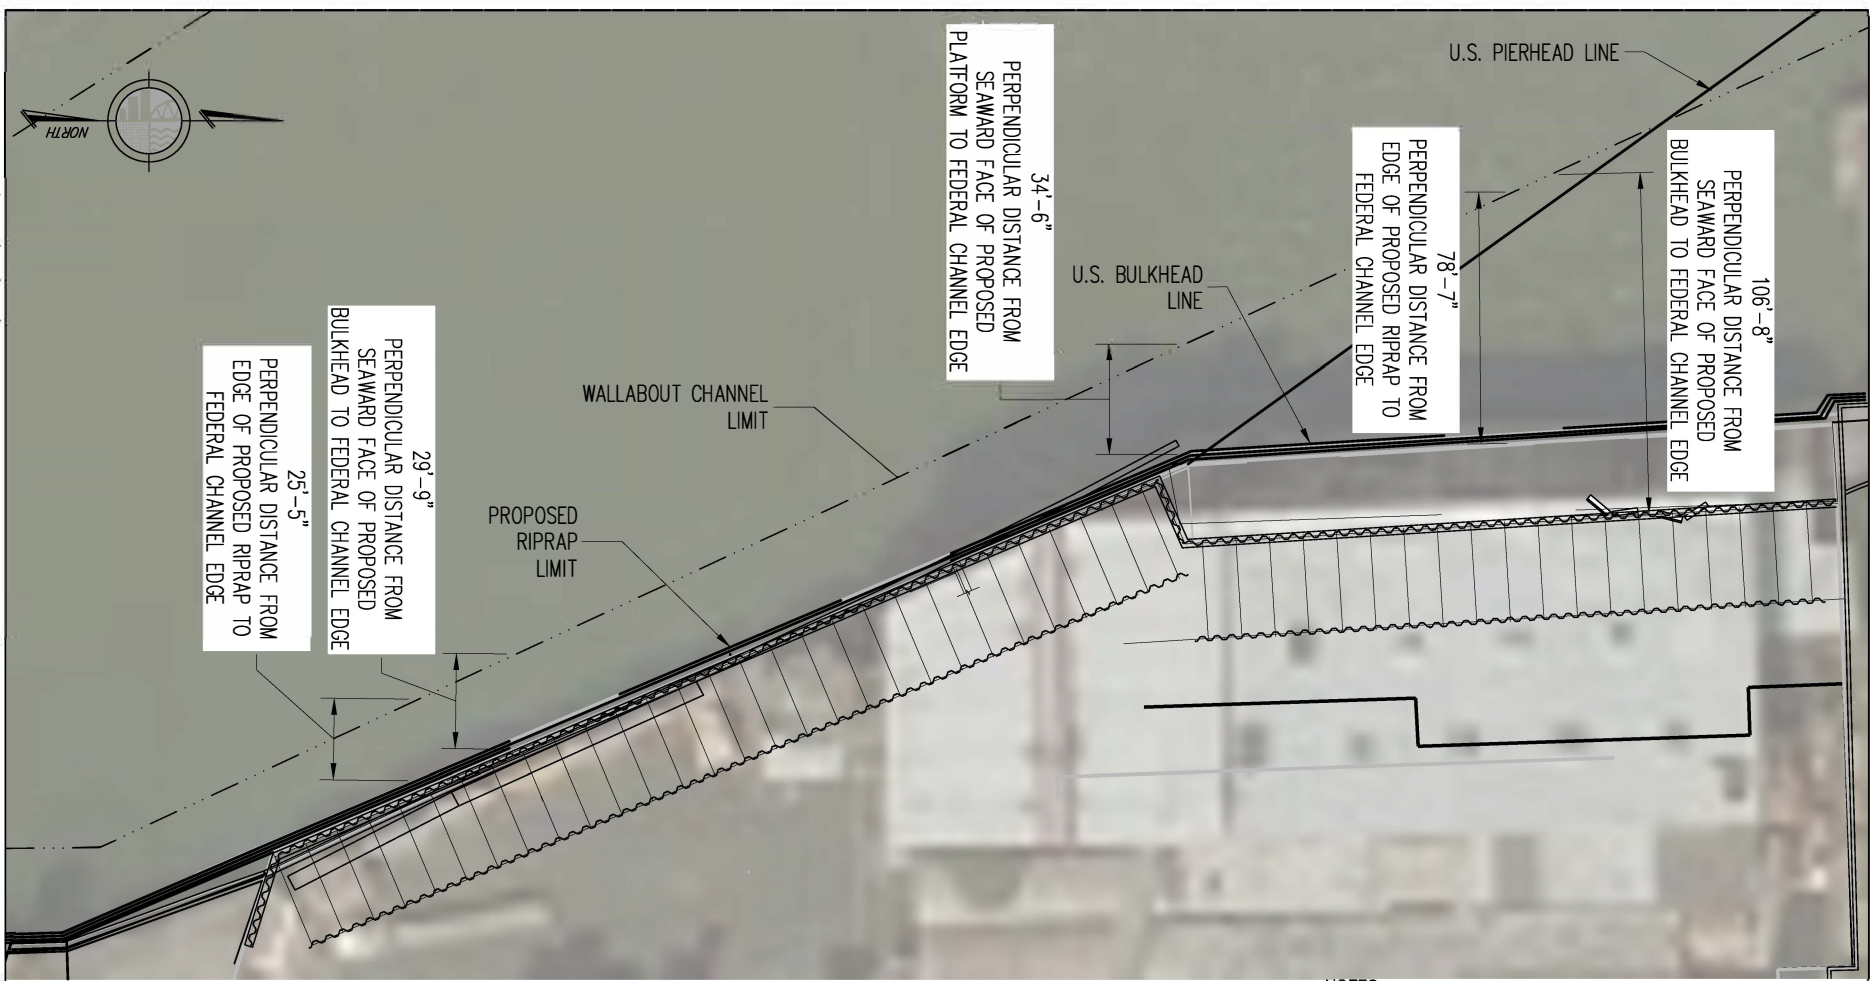 U.S. PIERHEAD LINE
106'-8"
PERPENDICULAR DISTANCE FROM
SEAWARD FACE OF PROPOSED
BULKHEAD TO FEDERAL CHANNEL EDGE
78'-7"
PERPENDICULAR DISTANCE FROM
EDGE OF PROPOSED RIPRAP TO
FEDERAL CHANNEL EDGE
34'-6"
PERPENDICULAR DISTANCE FROM
SEAWARD FACE OF PROPOSED
PLATFORM TO FEDERAL CHANNEL EDGE
NORTH
U.S. BULKHEAD
LINE
WALLABOUT CHANNEL
LIMIT
PROPOSED
RIPRAP
LIMIT
29'-9"
PERPENDICULAR DISTANCE FROM
SEAWARD FACE OF PROPOSED
BULKHEAD TO FEDERAL CHANNEL EDGE
25'-5"
PERPENDICULAR DISTANCE FROM
EDGE OF PROPOSED RIPRAP TO
FEDERAL CHANNEL EDGE